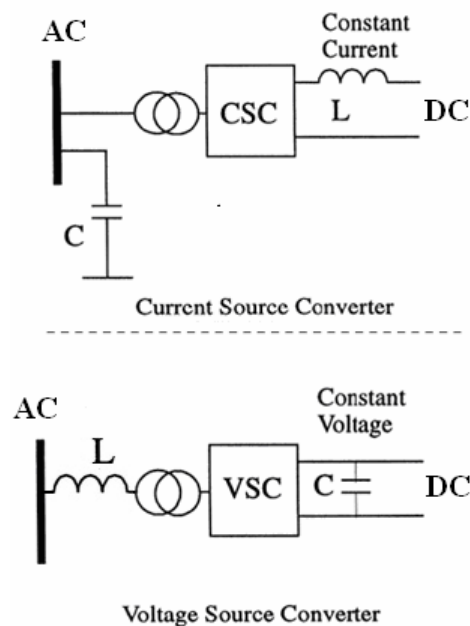 AC
Constant
Current
CSC
L
DC
C
Current Source Converter
AC
Constant
Voltage
L
VSC
C
DC
Voltage Source Converter